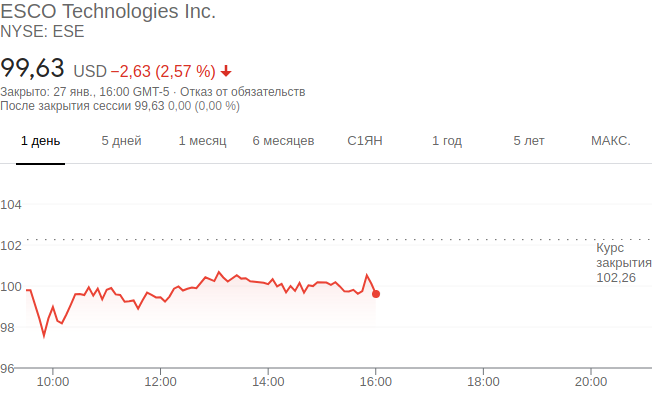 ESCO Technologies Inc.
NYSE: ESE
99,63 USD −2,63 (2,57 %)
Закрыто: 27 янв., 16:00 GMT-5 · Отказ от обязательств
После закрытия сессии 99,63 0,00 (0,00 %)
1 день 5 дней 1 месяц 6 месяцев С1ЯН 1 год 5 лет МАКС.
104
102
Курс
закрытия
102,26
100
98
96
10:00 12:00 14:00 16:00 18:00 20:00